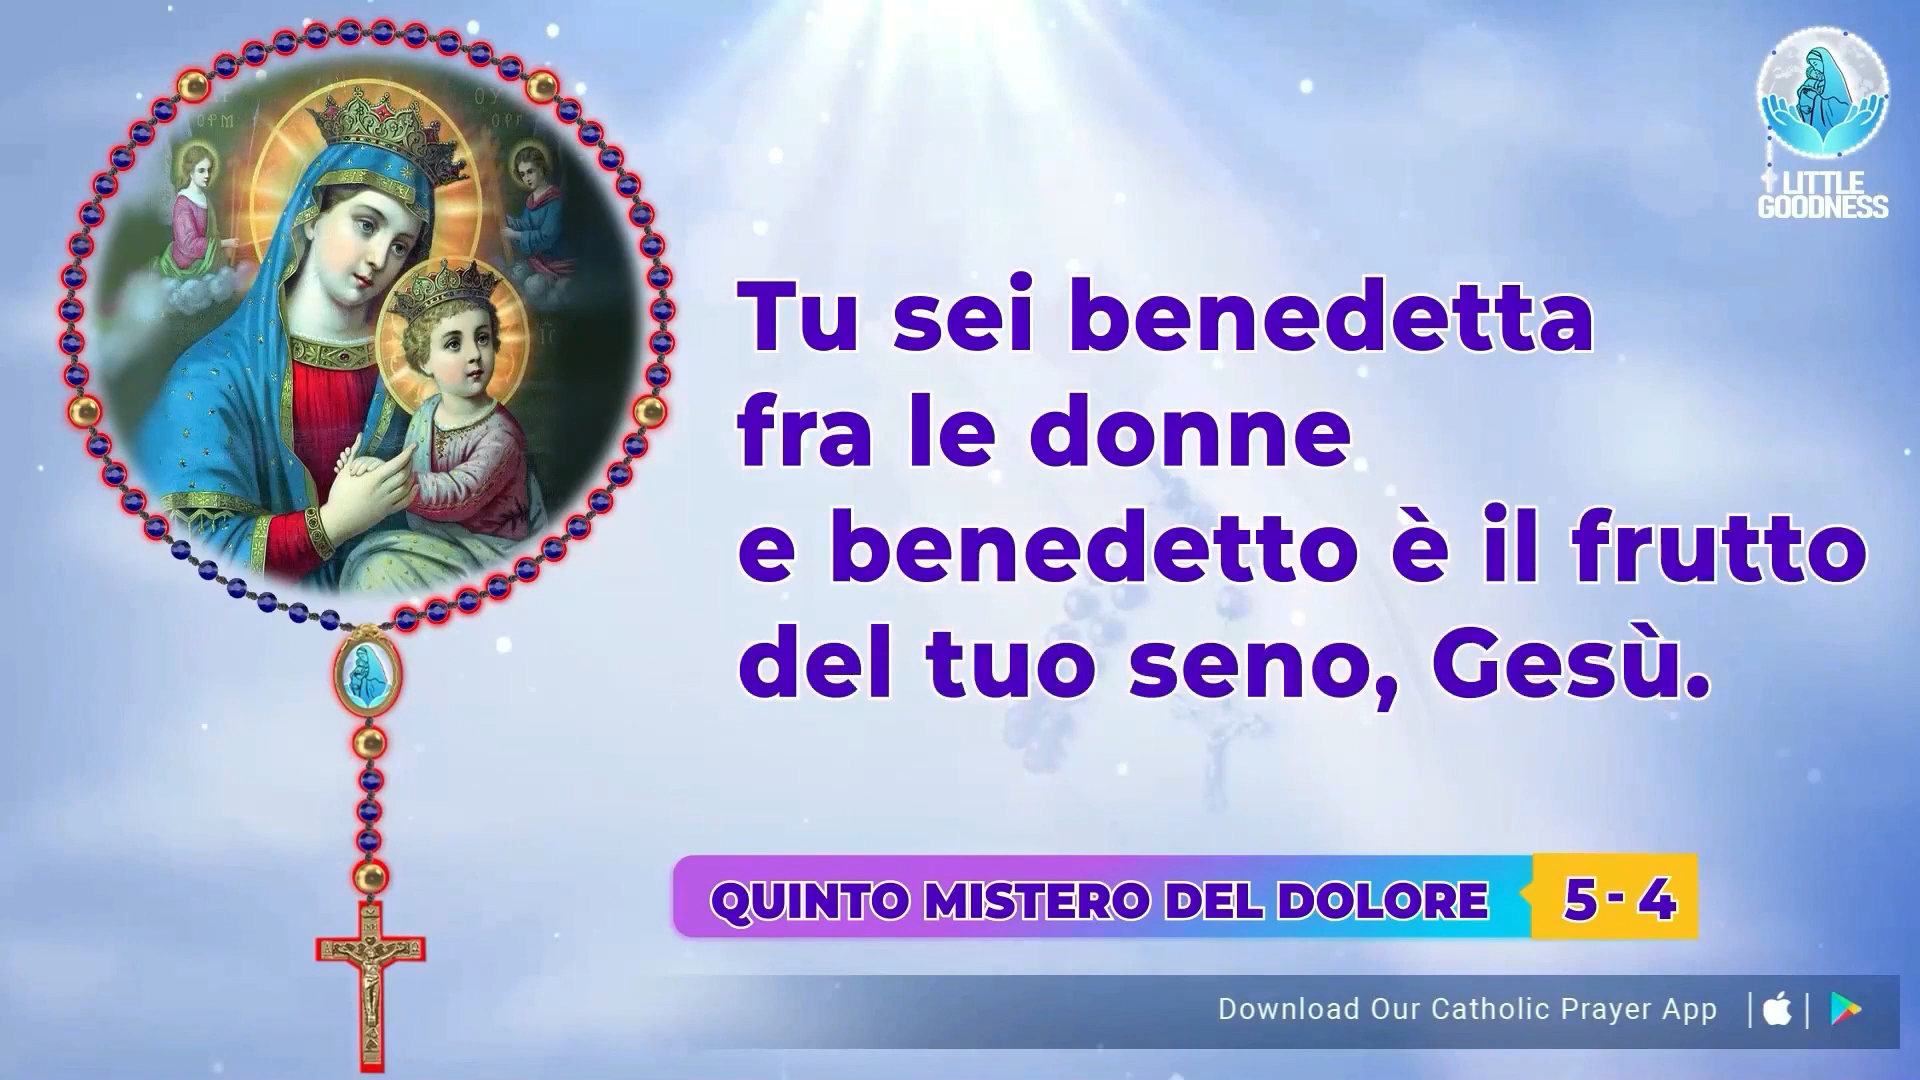 LITTLE
GOODNESS
Tu sei benedetta
fra le donne
e benedetto è il frutto
del tuo seno, Gesù.
QUINTO MISTERO DEL DOLORE 5 - 4
Download Our Catholic Prayer App